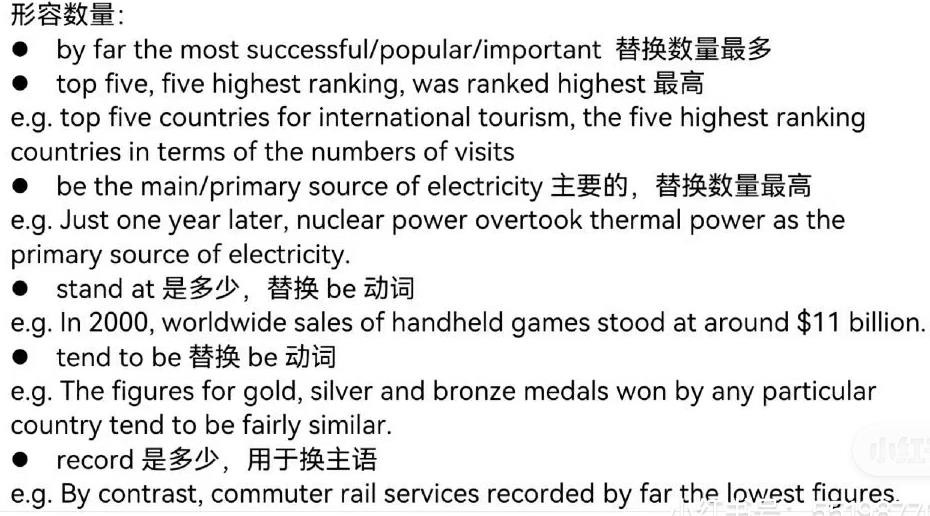 形容数量：
● by far the most successful/popular/important 替换数量最多
● top five, five highest ranking, was ranked highest 最高
e.g. top five countries for international tourism, the five highest ranking
countries in terms of the numbers of visits
● be the main/primary source of electricity 主要的，替换数量最高
e.g. Just one year later, nuclear power overtook thermal power as the
primary source of electricity.
● stand at 是多少，替换 be 动词
e.g. In 2000, worldwide sales of handheld games stood at around $11 billion.
● tend to be 替换 be 动词
e.g. The figures for gold, silver and bronze medals won by any particular
country tend to be fairly similar.
● record 是多少，用于换主语
e.g. By contrast, commuter rail services recorded by far the lowest figures.
小红